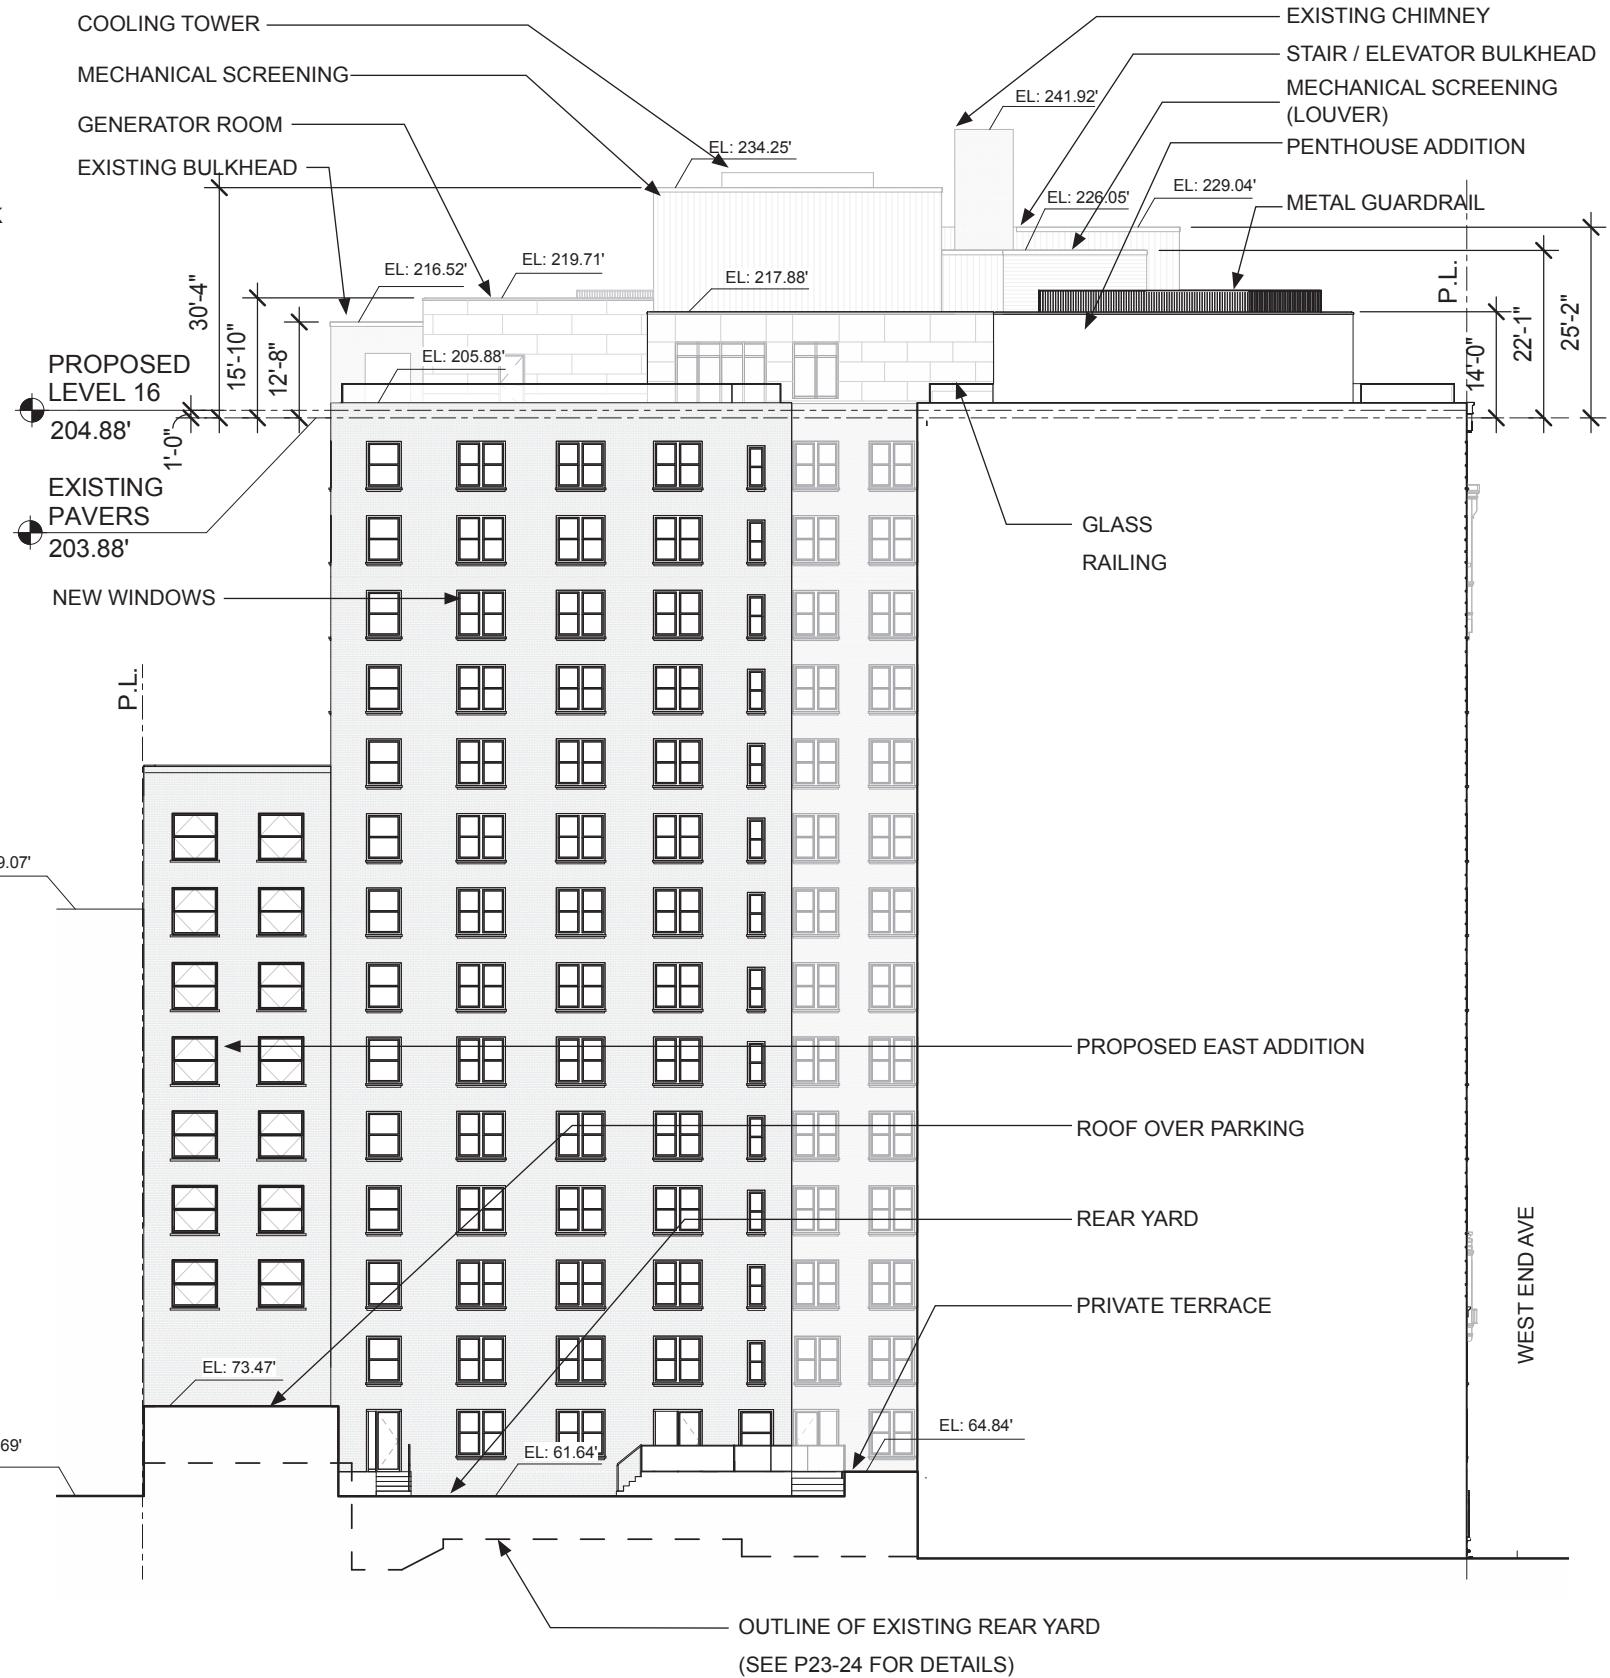 COOLING TOWER
EXISTING CHIMNEY
STAIR / ELEVATOR BULKHEAD
MECHANICAL SCREENING
MECHANICAL SCREENING
(LOUVER)
EL: 241.92'
GENERATOR ROOM
PENTHOUSE ADDITION
EL: 234.25'
EXISTING BULKHEAD
EL: 229.04'
EL: 226.05'
METAL GUARDRAIL
EL: 219.71'
EL: 216.52'
EL: 217.88'
P.L.
30'-4"
15'-10"
12'-8"
14'-0"
22'-1"
25'-2"
EL: 205.88'
PROPOSED
LEVEL 16
204.88'
1'-0"
EXISTING
PAVERS
203.88'
GLASS
RAILING
NEW WINDOWS
P.L.
9.07'
PROPOSED EAST ADDITION
ROOF OVER PARKING
REAR YARD
PRIVATE TERRACE
WEST END AVE
EL: 73.47'
EL: 64.84'
69'
EL: 61.64'
OUTLINE OF EXISTING REAR YARD
(SEE P23-24 FOR DETAILS)